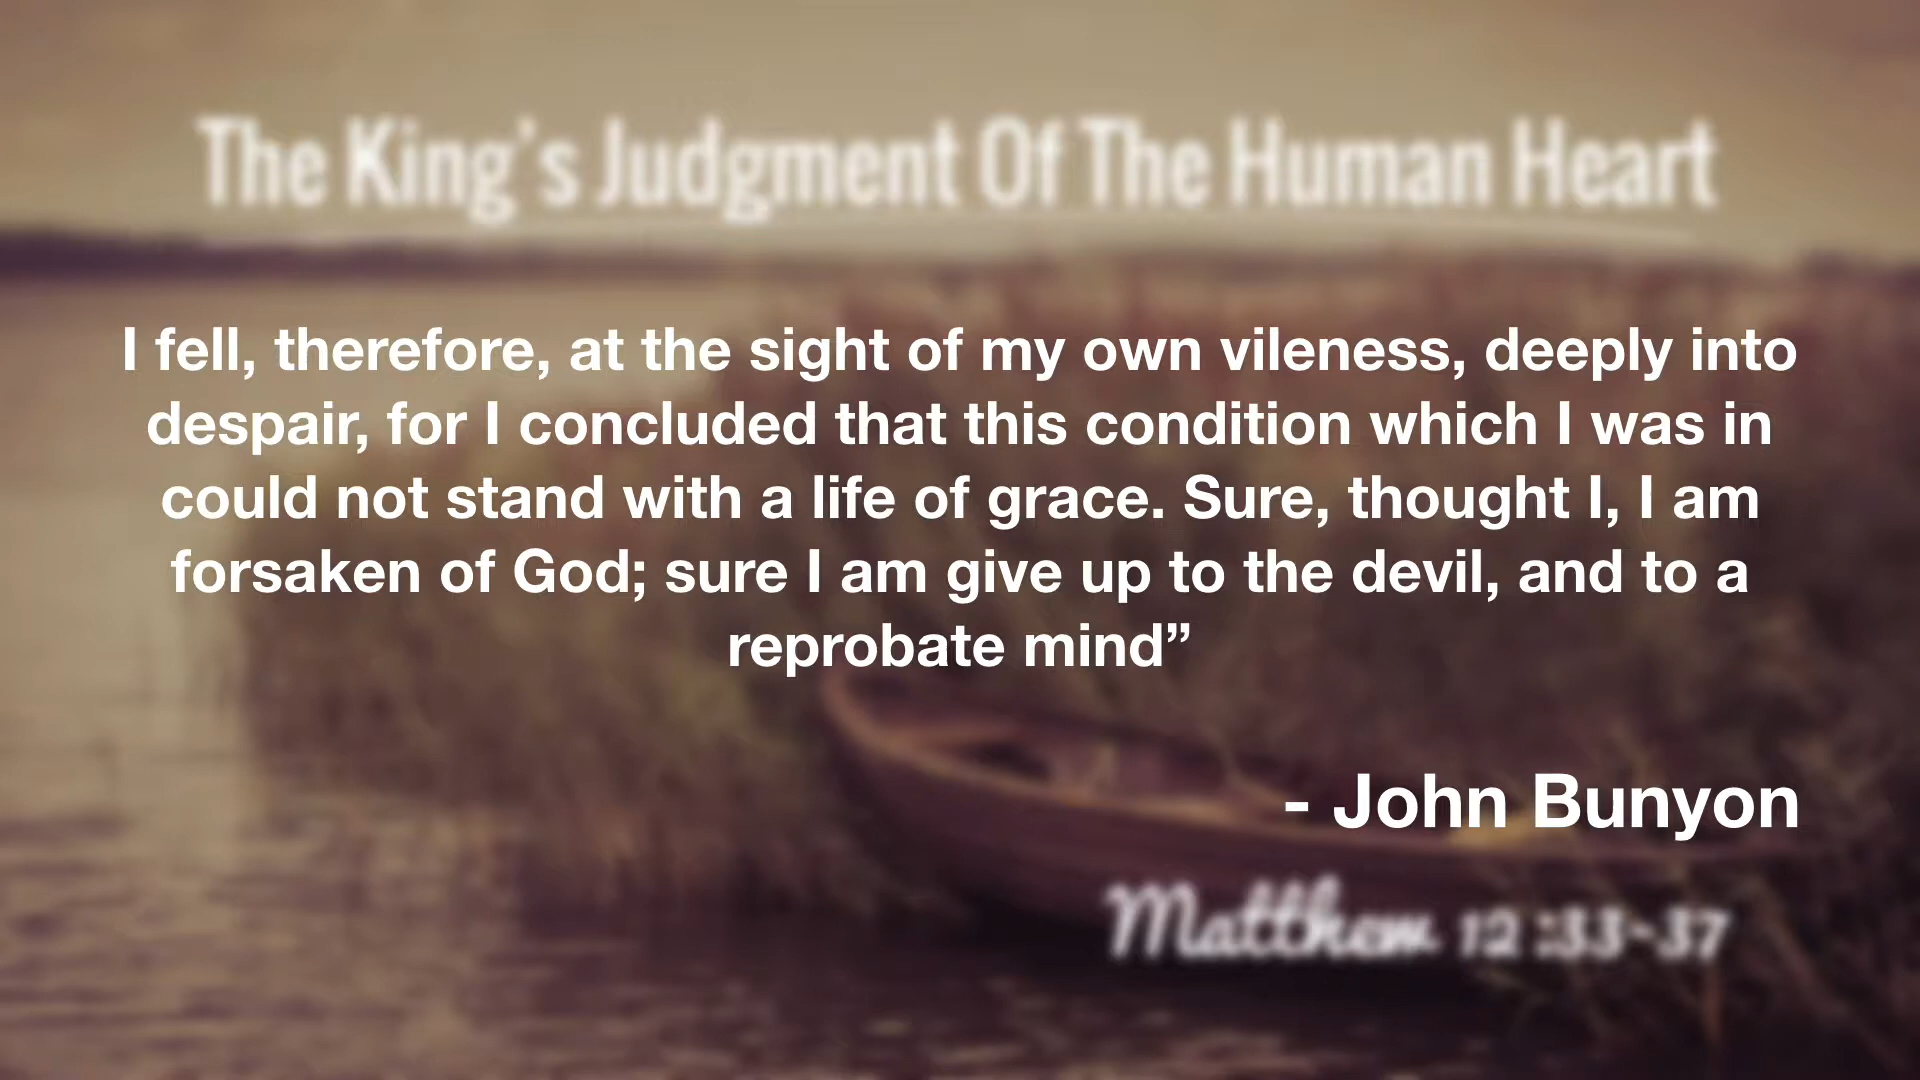 The King's Judgment Of The Human Heart
I fell, therefore, at the sight of my own vileness, deeply into
despair, for I concluded that this condition which I was in
could not stand with a life of grace. Sure, thought I, I am
forsaken of God; sure I am give up to the devil, and to a
reprobate mind”
- John Bunyon
Matthew 12:33-37